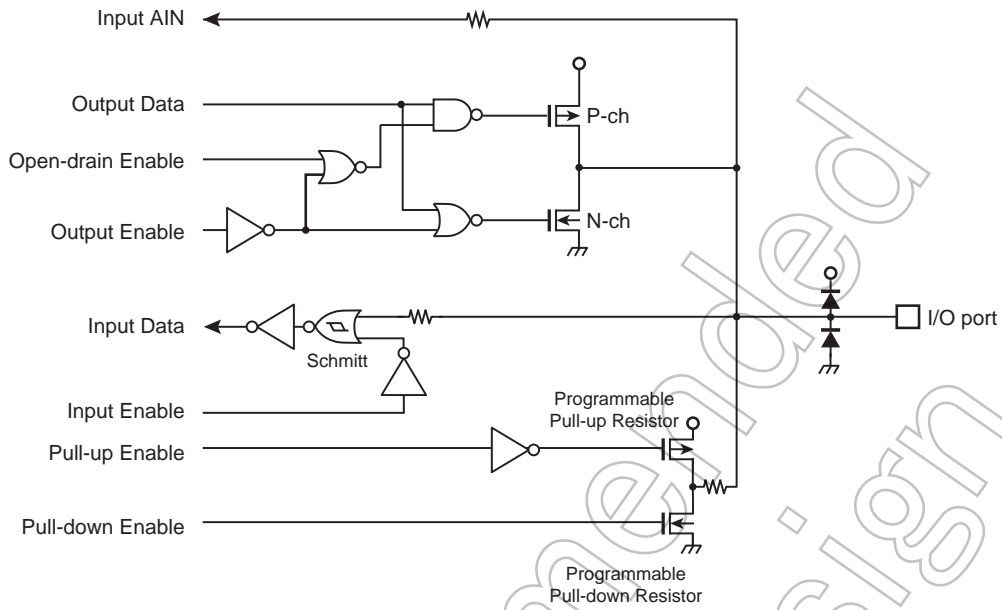 Input AIN
Output Data
P-ch
Open-drain Enable
N-ch
Output Enable
Input Data
Schmitt
I/O port
Input Enable
Programmable
Pull-up Resistor
Pull-up Enable
Pull-down Enable
Programmable
Pull-down Resistor